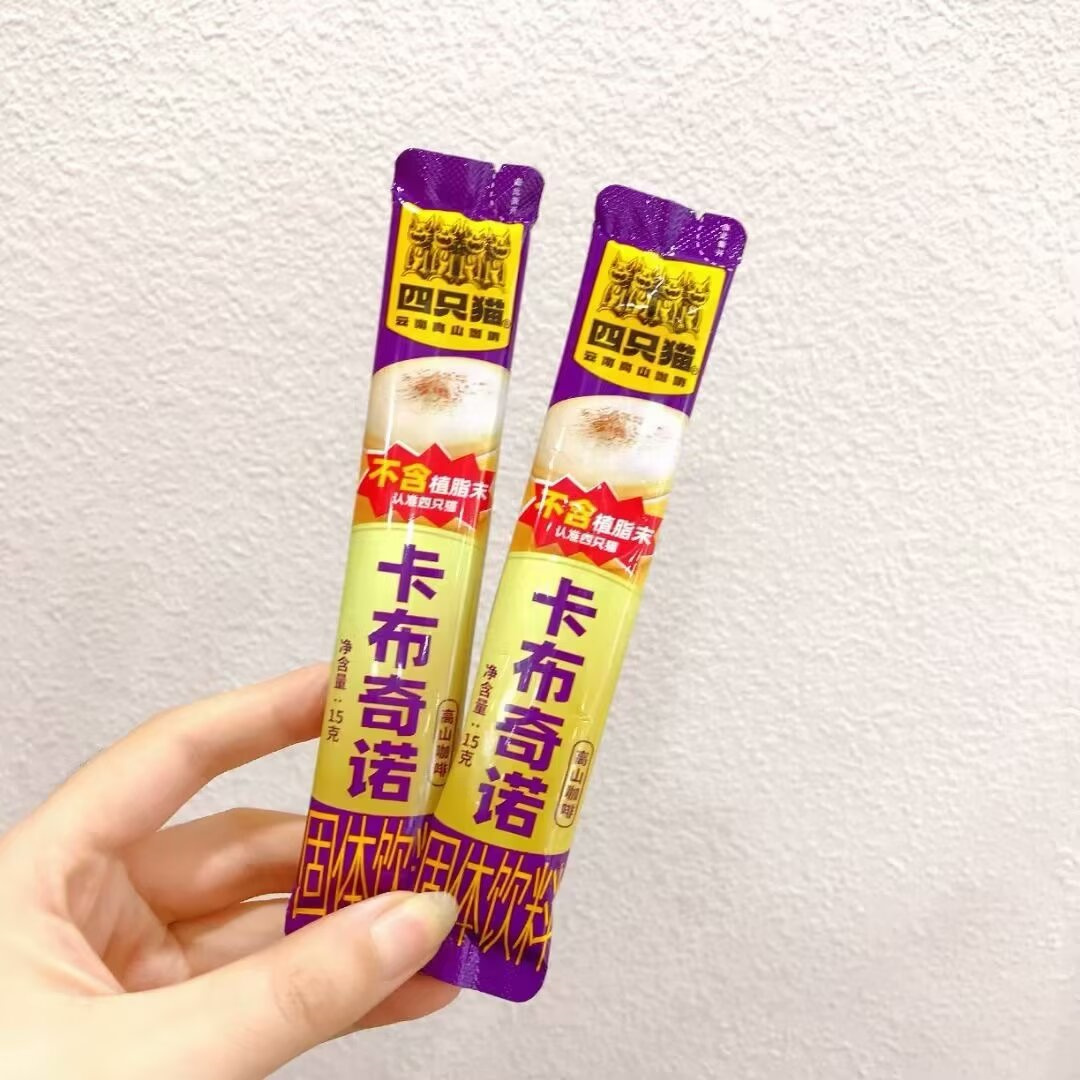 四只猫®
云南高山咖啡
不含植脂末
认准四只猫
卡布奇诺
净含量:15克
高山咖啡
固体饮料
四只猫®
云南高山咖啡
不含植脂末
认准四只猫
卡布奇诺
净含量:15克
高山咖啡
固体饮料